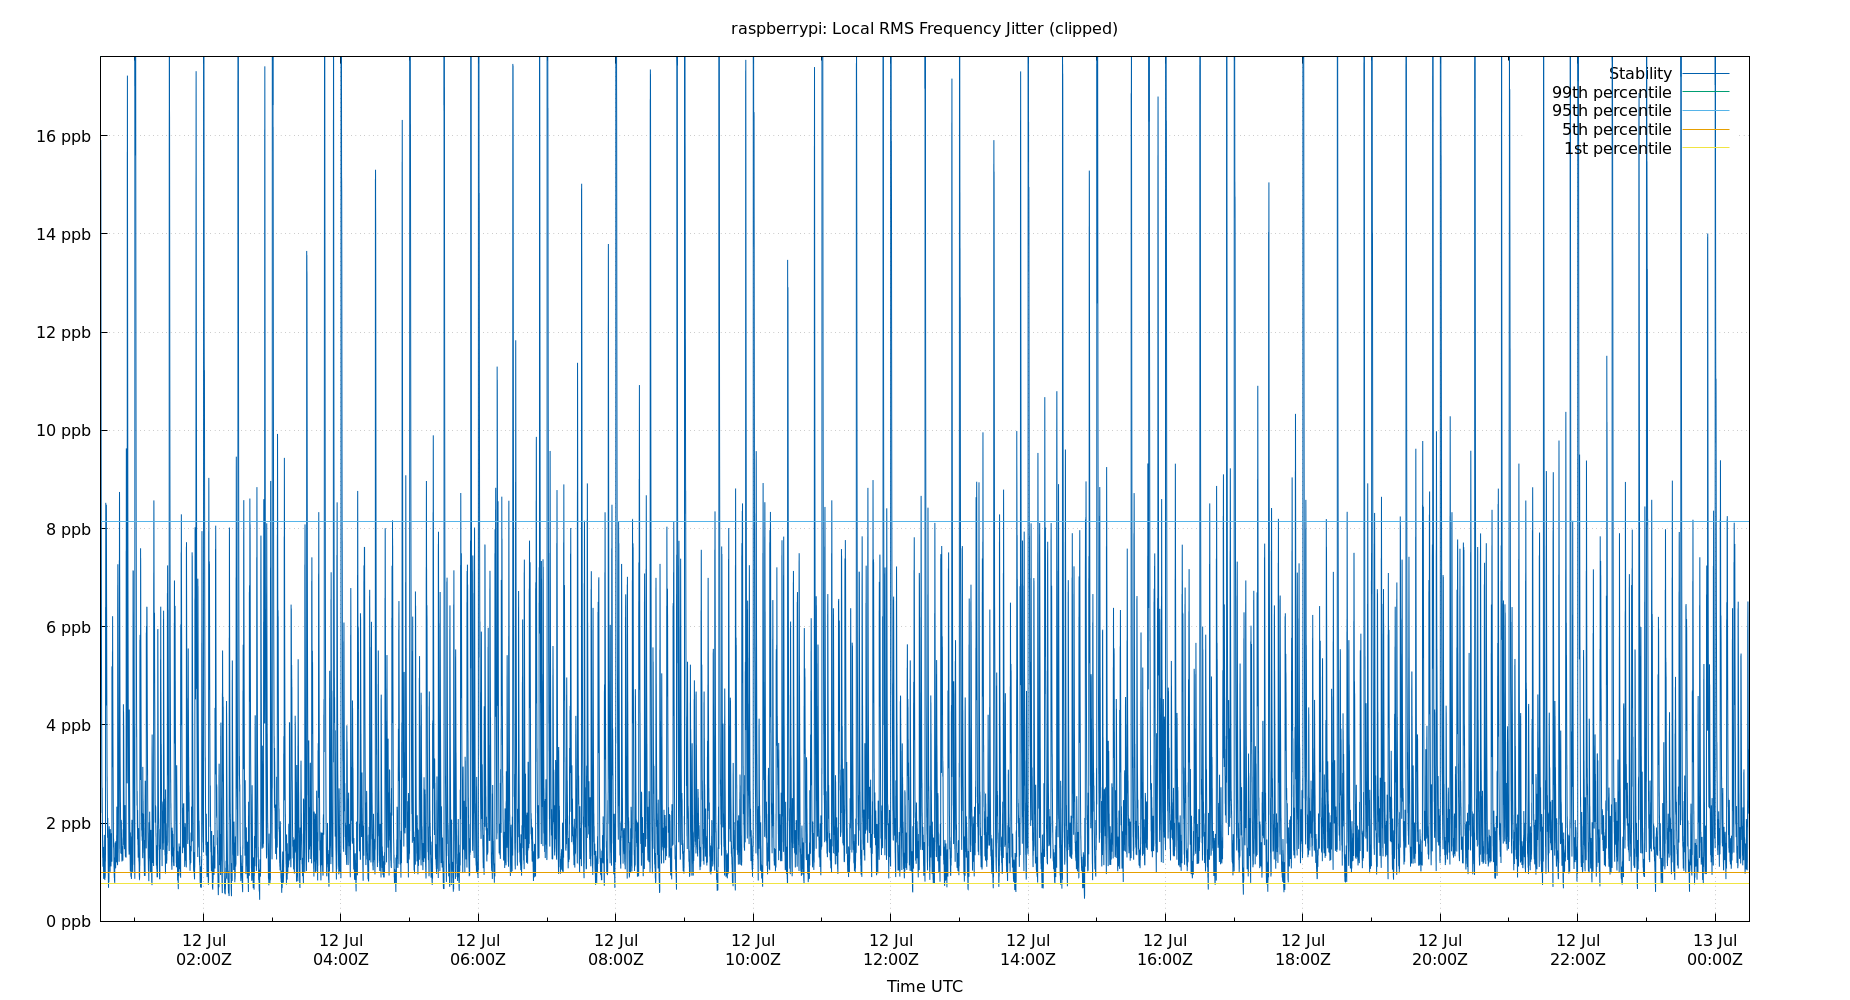 raspberrypi: Local RMS Frequency Jitter (clipped)
Stability
99th percentile
95th percentile
5th percentile
1st percentile
16 ppb
14 ppb
12 ppb
10 ppb
8 ppb
6 ppb
4 ppb
2 ppb
0 ppb
12 Jul 12 Jul 12 Jul 12 Jul 12 Jul 12 Jul 12 Jul 12 Jul 12 Jul 12 Jul 12 Jul 13 Jul
02:00Z 04:00Z 06:00Z 08:00Z 10:00Z 12:00Z 14:00Z 16:00Z 18:00Z 20:00Z 22:00Z 00:00Z
Time UTC